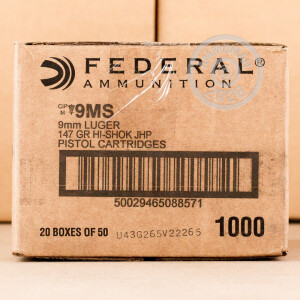 FEDERAL
AMMUNITION
9MS
9mm LUGER
147 GR HI-SHOK JHP
PISTOL CARTRIDGES
50029465088571
20 BOXES OF 50 U43G265V22265 1000